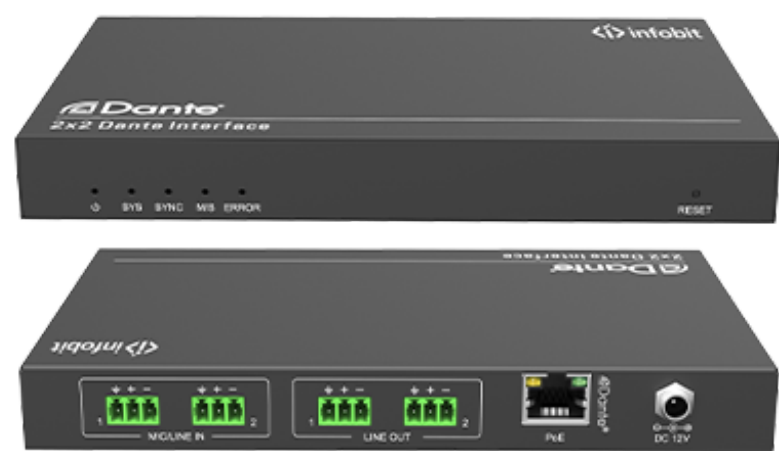 infobit
Dante®
2x2 Dante Interface
SYS SYNC M/S ERROR
RESET
2x2 Dante Interface
Dante®
infobit
⏚ + − ⏚ + − ⏚ + − ⏚ + −
1 2 1 2
MIC/LINE IN LINE OUT
Dante®
PoE DC 12V